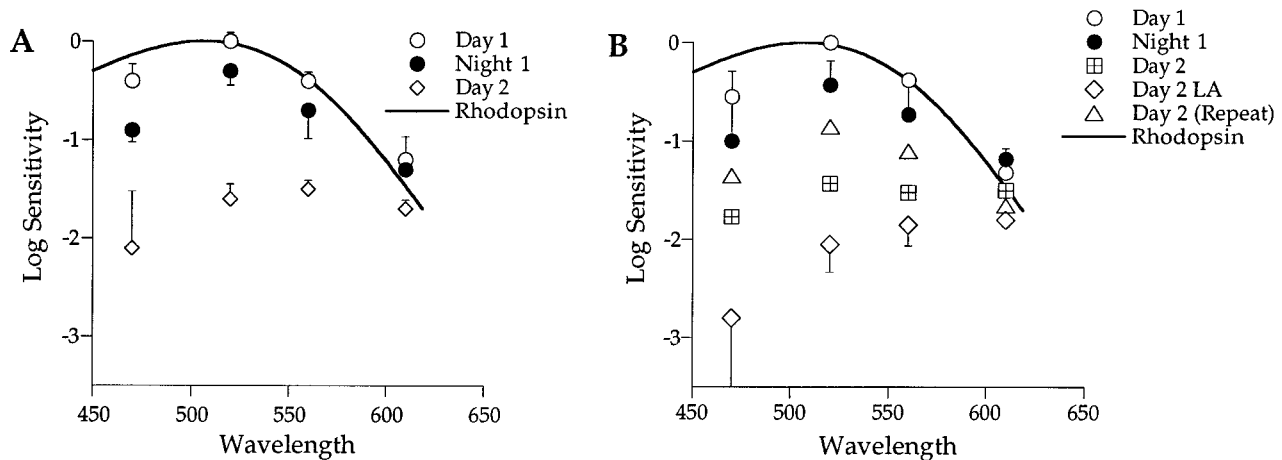 A
Day 1
Night 1
Day 2
Rhodopsin
Log Sensitivity
0
-1
-2
-3
450 500 550 600 650
Wavelength
B
Day 1
Night 1
Day 2
Day 2 LA
Day 2 (Repeat)
Rhodopsin
Log Sensitivity
0
-1
-2
-3
450 500 550 600 650
Wavelength